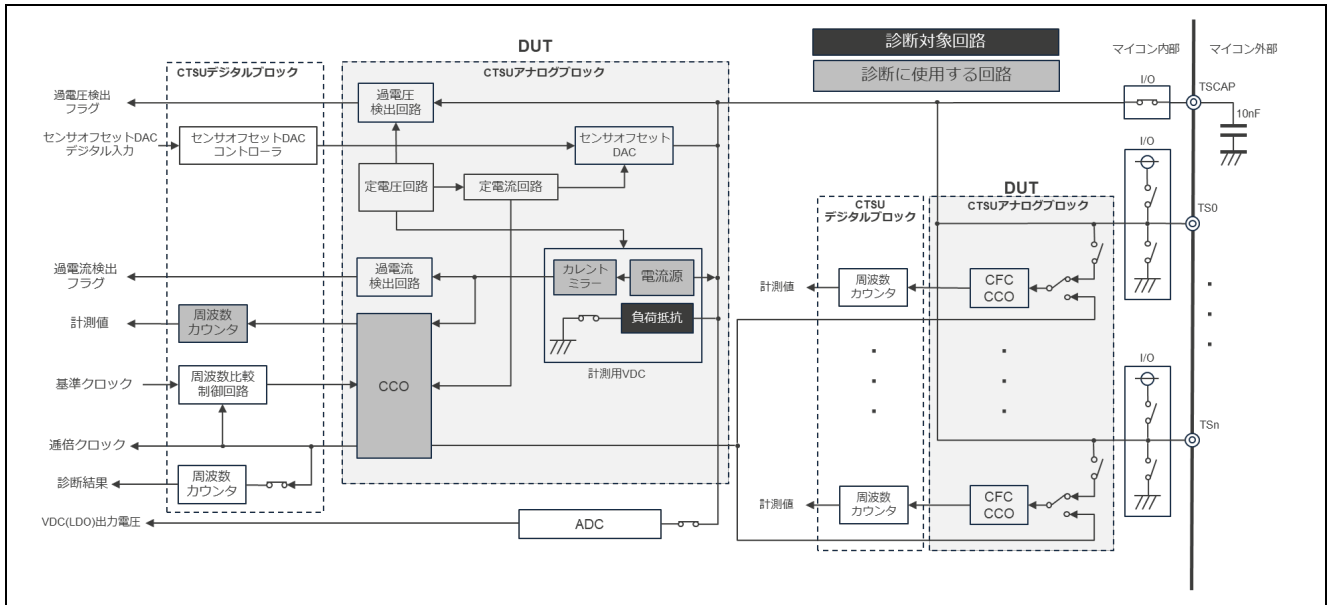 DUT
診断対象回路
診断に使用する回路
マイコン内部
マイコン外部
CTSUデジタルブロック
CTSUアナログブロック
I/O
TSCAP
10nF
過電圧検出
フラグ
過電圧
検出回路
センサオフセットDAC
デジタル入力
センサオフセットDAC
コントローラ
センサオフセット
DAC
I/O
定電圧回路
定電流回路
DUT
CTSU
デジタルブロック
CTSUアナログブロック
TS0
過電流検出
フラグ
過電流
検出回路
カレント
ミラー
電流源
負荷抵抗
計測用VDC
計測値
周波数
カウンタ
CFC
CCO
計測値
周波数
カウンタ
CCO
基準クロック
周波数比較
制御回路
I/O
逓倍クロック
TSn
診断結果
周波数
カウンタ
計測値
周波数
カウンタ
CFC
CCO
VDC(LDO)出力電圧
ADC